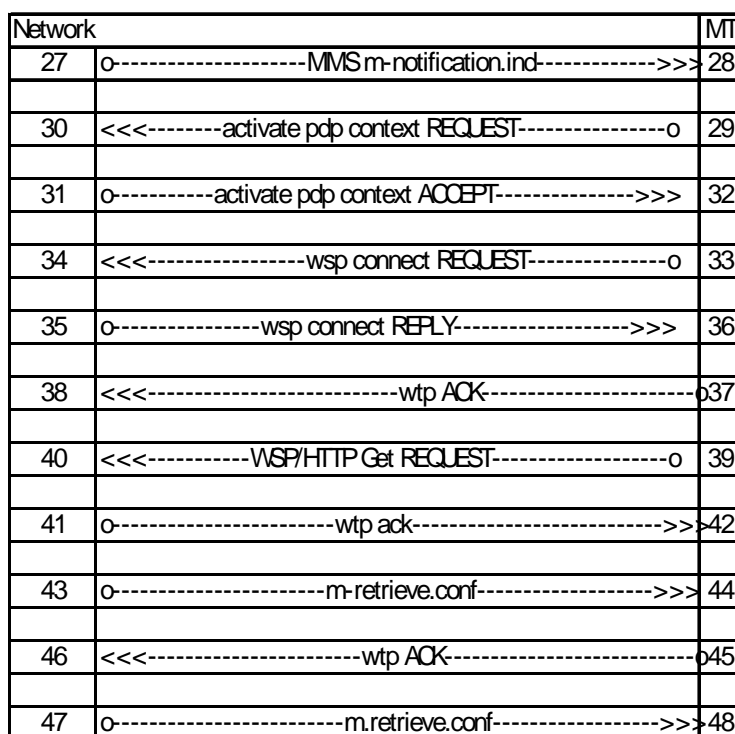 Network MT
27 o---------------------MMS m-notification.ind------------->>> 28
30 <<<--------activate pdp context REQUEST----------------o 29
31 o-----------activate pdp context ACCEPT--------------->>> 32
34 <<<-----------------wsp connect REQUEST---------------o 33
35 o----------------wsp connect REPLY------------------->>> 36
38 <<<---------------------------wtp ACK-----------------------o 37
40 <<<-----------WSP/HTTP Get REQUEST-------------------o 39
41 o------------------------wtp ack--------------------------->>> 42
43 o-----------------------m-retrieve.conf------------------->>> 44
46 <<<-----------------------wtp ACK---------------------------o 45
47 o-------------------------m.retrieve.conf------------------>>> 48